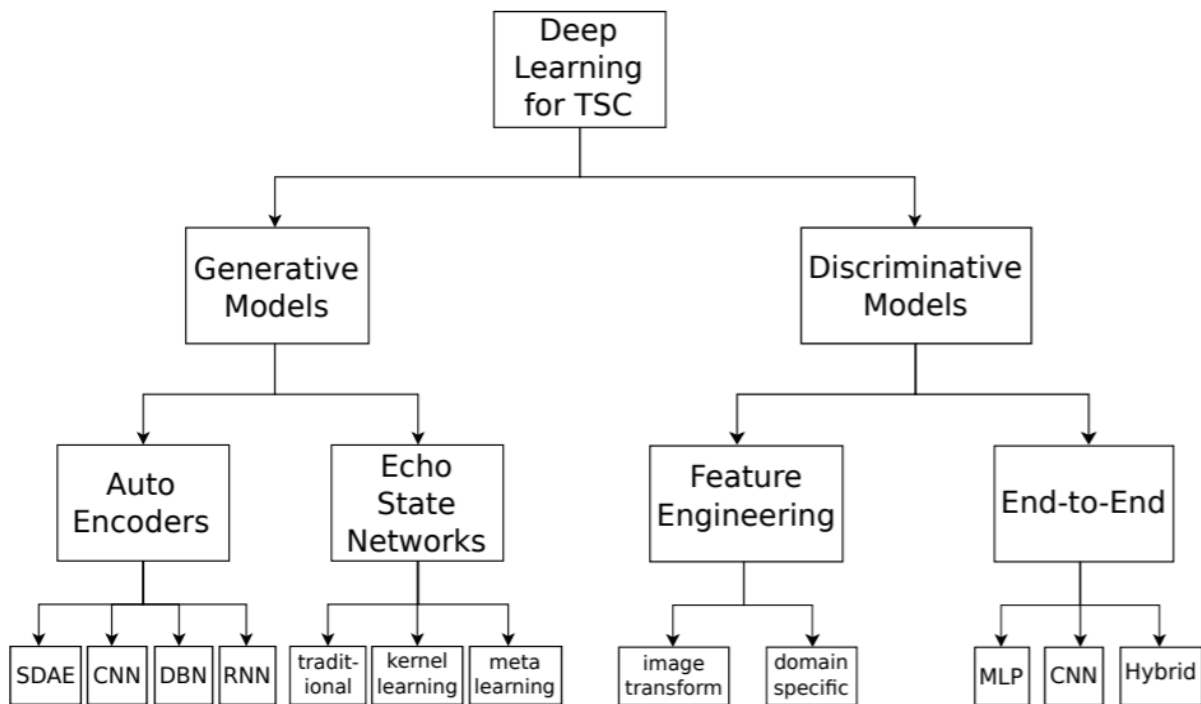 Deep
Learning
for TSC
Generative
Models
Discriminative
Models
Auto
Encoders
Echo
State
Networks
Feature
Engineering
End-to-End
SDAE
CNN
DBN
RNN
tradit-
ional
kernel
learning
meta
learning
image
transform
domain
specific
MLP
CNN
Hybrid